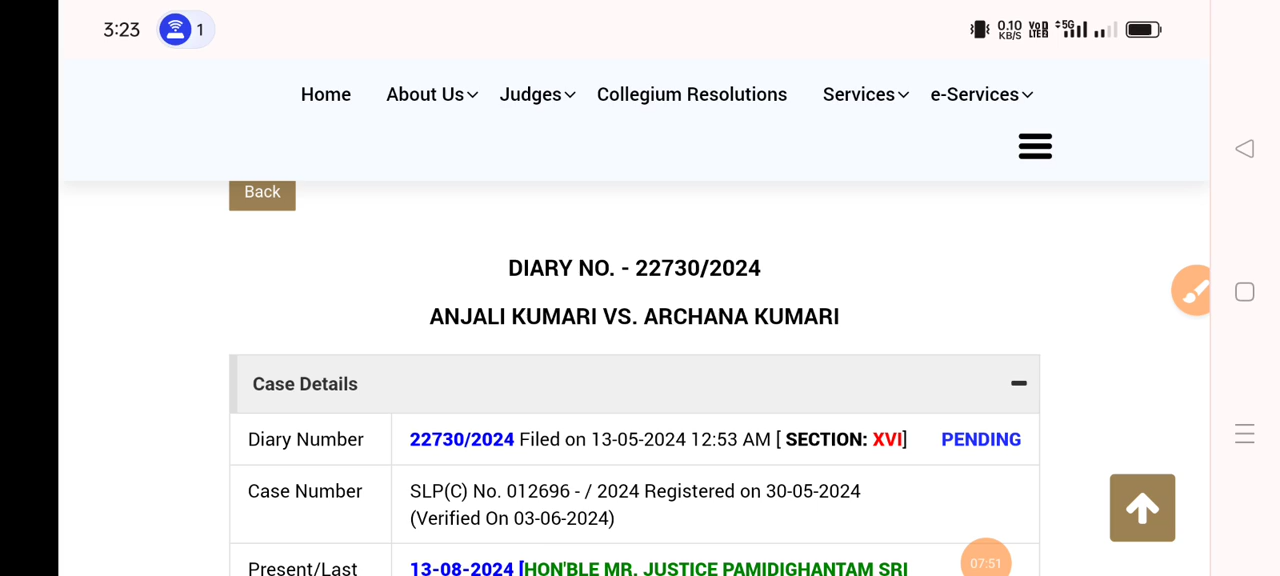 3:23 1 0.10 KB/S VoD LTEB 5G
Home About Us Judges Collegium Resolutions Services e-Services
Back
DIARY NO. - 22730/2024
ANJALI KUMARI VS. ARCHANA KUMARI
Case Details
Diary Number 22730/2024 Filed on 13-05-2024 12:53 AM [ SECTION: XVI] PENDING
Case Number SLP(C) No. 012696 - / 2024 Registered on 30-05-2024
(Verified On 03-06-2024)
Present/Last 13-08-2024 [HON'BLE MR. JUSTICE PAMIDIGHANTAM SRI
07:51